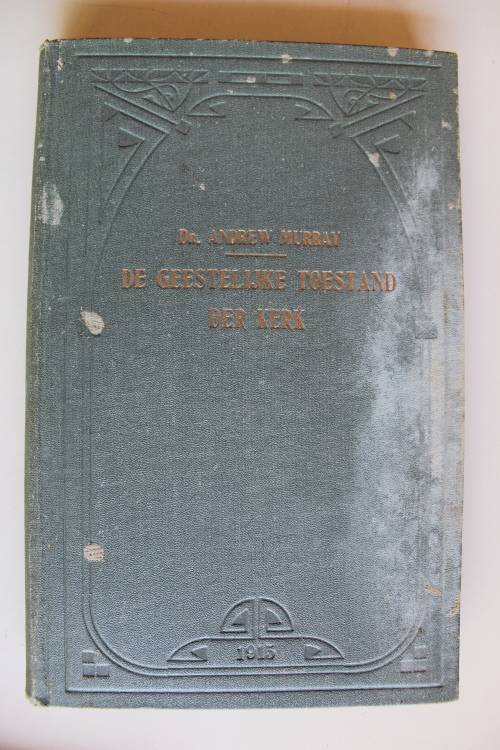 Dr. ANDREW MURRAY
DE GEESTELIJKE TOESTAND
DER KERK
1915